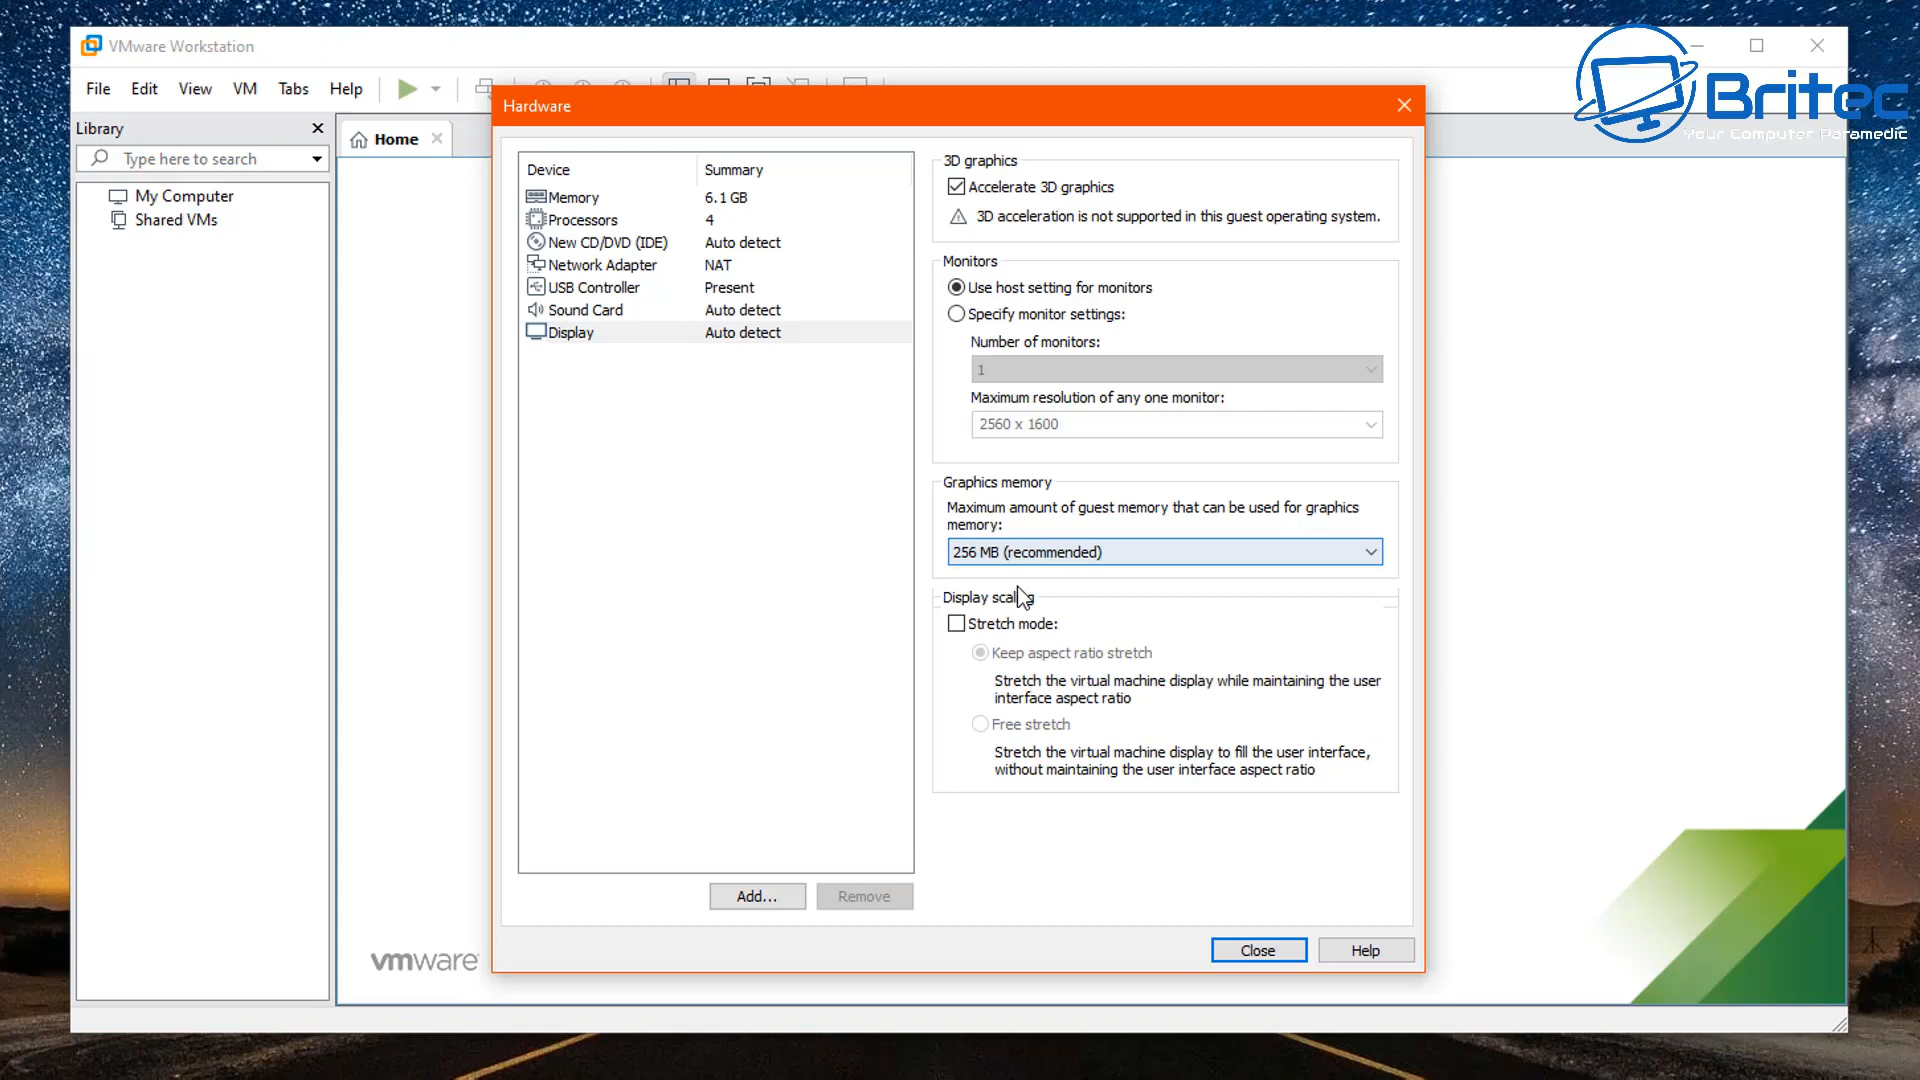 VMware Workstation
File Edit View VM Tabs Help
Britec
Your Computer Paramedic
Library
Type here to search
My Computer
Shared VMs
Home
Hardware
Device Summary
Memory 6.1 GB
Processors 4
New CD/DVD (IDE) Auto detect
Network Adapter NAT
USB Controller Present
Sound Card Auto detect
Display Auto detect
Add... Remove
3D graphics
Accelerate 3D graphics
3D acceleration is not supported in this guest operating system.
Monitors
Use host setting for monitors
Specify monitor settings:
Number of monitors:
1
Maximum resolution of any one monitor:
2560 x 1600
Graphics memory
Maximum amount of guest memory that can be used for graphics
memory:
256 MB (recommended)
Display scaling
Stretch mode:
Keep aspect ratio stretch
Stretch the virtual machine display while maintaining the user
interface aspect ratio
Free stretch
Stretch the virtual machine display to fill the user interface,
without maintaining the user interface aspect ratio
Close Help
vmware